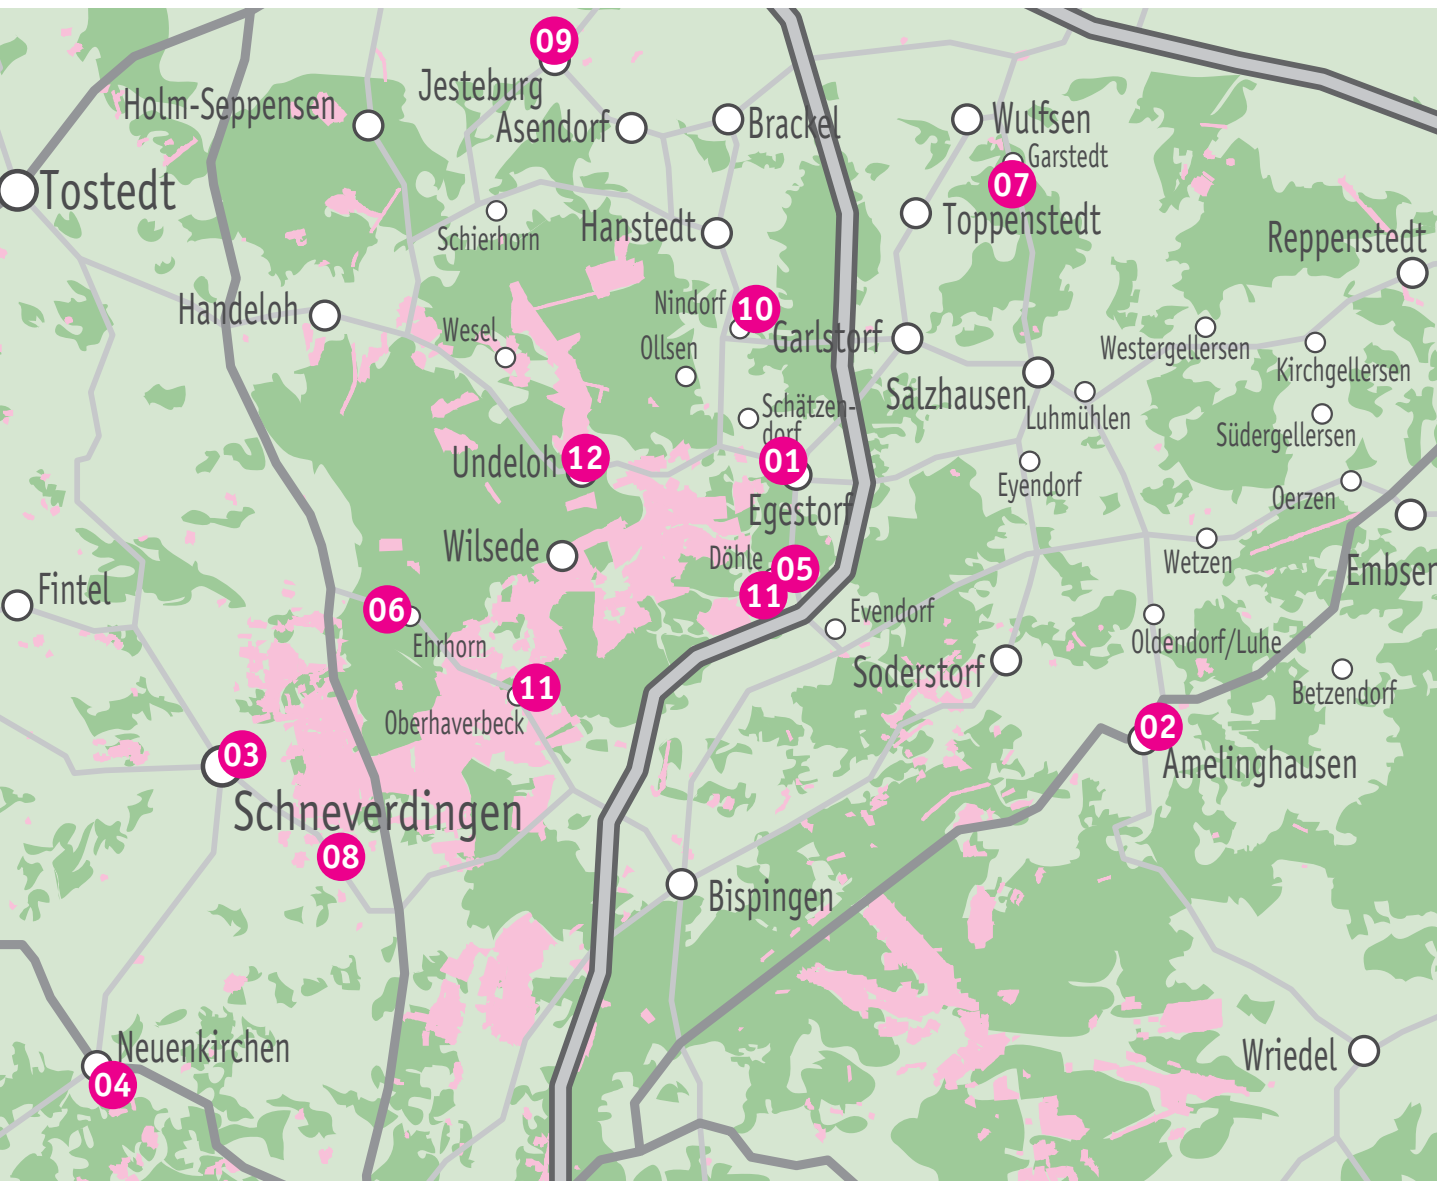 09
Jesteburg
Holm-Seppensen
Asendorf
Brackel
Wulfsen
Garstedt
07
Tostedt
Schierhorn
Hanstedt
Toppenstedt
Reppenstedt
Handeloh
Nindorf
10
Wesel
Ollsen
Garlstorf
Westergellersen
Kirchgellersen
Salzhausen
Luhmühlen
Schätzen-
dorf
Südergellersen
Undeloh
12
01
Eyendorf
Oerzen
Egestorf
Wilsede
Döhle
05
11
Wetzen
Embsen
Fintel
06
Ehrhorn
Evendorf
Oldendorf/Luhe
Soderstorf
Betzendorf
11
Oberhaverbeck
03
02
Amelinghausen
Schneverdingen
08
Bispingen
Neuenkirchen
04
Wriedel